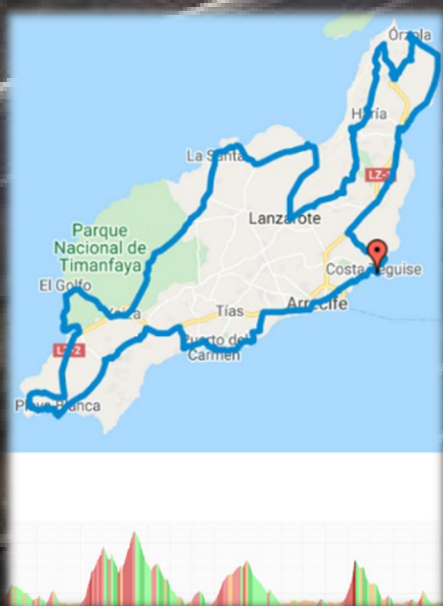 Órzola
Haría
LZ-1
La Santa
Lanzarote
Parque
Nacional de
Timanfaya
Costa Teguise
El Golfo
Arrecife
Yaiza
Tías
LZ-2
Puerto del
Carmen
Playa Blanca